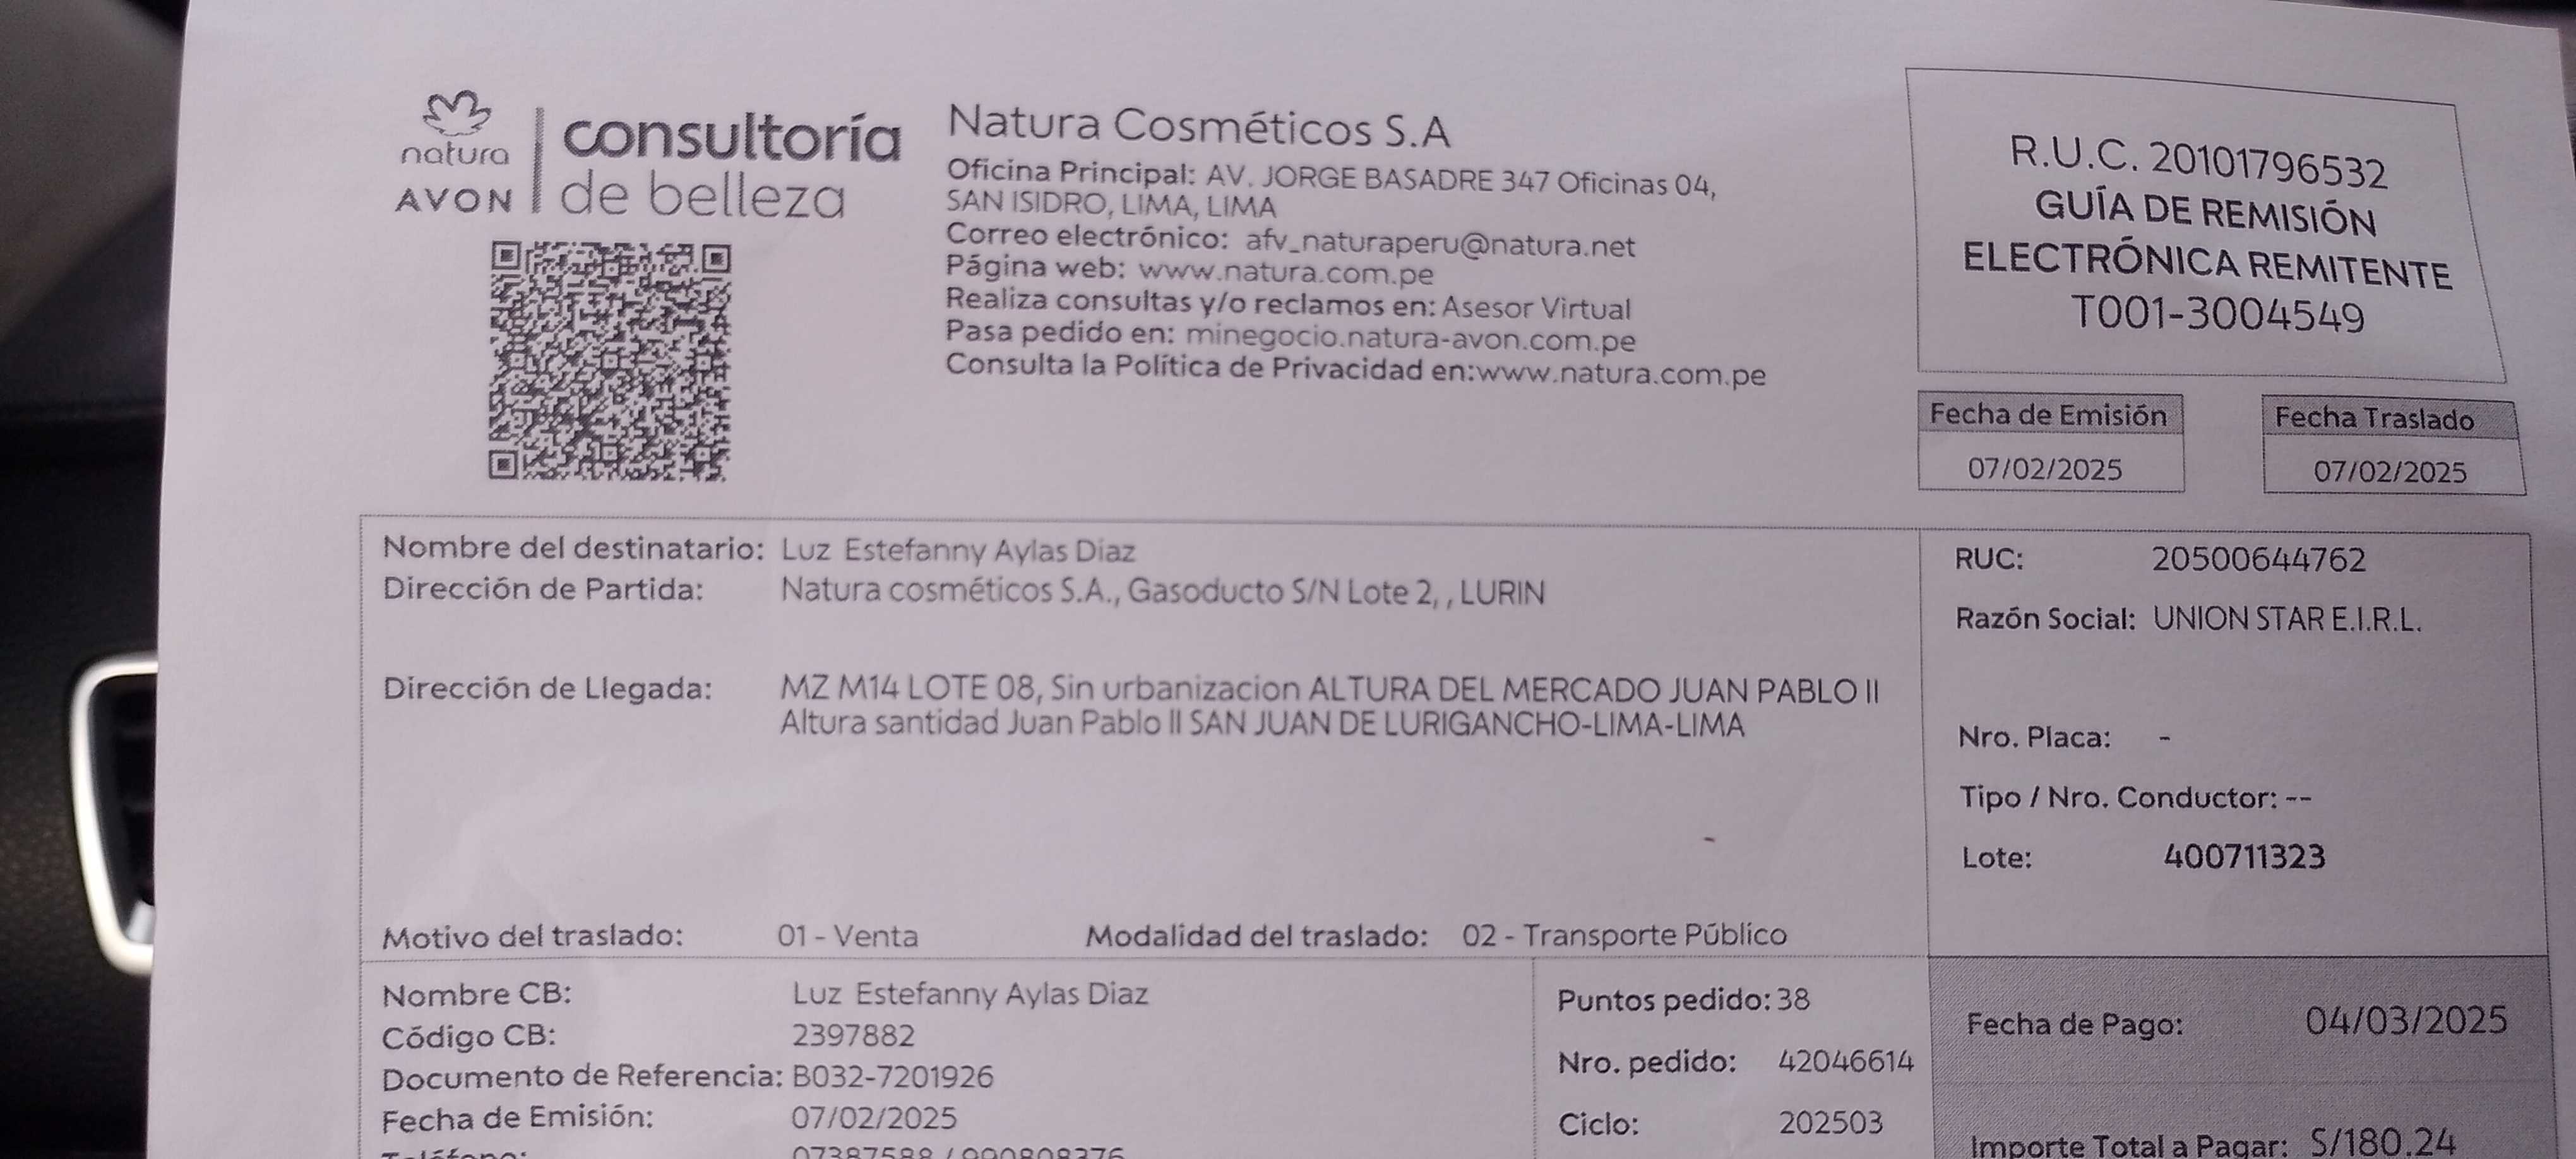 natura
AVON
consultoría
de belleza
Natura Cosméticos S.A
Oficina Principal: AV. JORGE BASADRE 347 Oficinas 04,
SAN ISIDRO, LIMA, LIMA
Correo electrónico: afv_naturaperu@natura.net
Página web: www.natura.com.pe
Realiza consultas y/o reclamos en: Asesor Virtual
Pasa pedido en: minegocio.natura-avon.com.pe
Consulta la Política de Privacidad en:www.natura.com.pe
R.U.C. 20101796532
GUÍA DE REMISIÓN
ELECTRÓNICA REMITENTE
T001-3004549
Fecha de Emisión
07/02/2025
Fecha Traslado
07/02/2025
Nombre del destinatario: Luz Estefanny Aylas Diaz
Dirección de Partida: Natura cosméticos S.A., Gasoducto S/N Lote 2, , LURIN
Dirección de Llegada: MZ M14 LOTE 08, Sin urbanizacion ALTURA DEL MERCADO JUAN PABLO II
Altura santidad Juan Pablo II SAN JUAN DE LURIGANCHO-LIMA-LIMA
Motivo del traslado: 01 - Venta Modalidad del traslado: 02 - Transporte Público
RUC: 20500644762
Razón Social: UNION STAR E.I.R.L.
Nro. Placa: -
Tipo / Nro. Conductor: --
Lote: 400711323
Nombre CB: Luz Estefanny Aylas Diaz
Código CB: 2397882
Documento de Referencia: B032-7201926
Fecha de Emisión: 07/02/2025
Puntos pedido: 38
Nro. pedido: 42046614
Ciclo: 202503
Fecha de Pago: 04/03/2025
Importe Total a Pagar: S/180.24